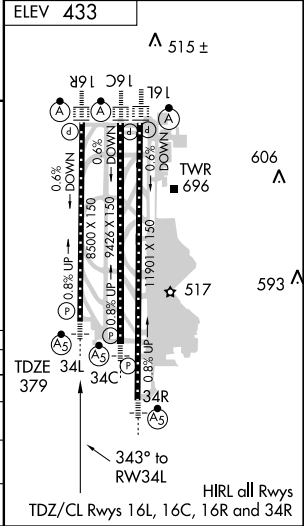 ELEV 433
515 ±
16R 16C 16L
A A A
P P P
0.6% DOWN
0.6% DOWN
0.6% DOWN
TWR
696
606
8500 X 150
9426 X 150
11901 X 150
517
593
0.8% UP
0.8% UP
0.8% UP
P
P
P
A5
A5
TDZE
379
34L
34C
34R
A5
343° to
RW34L
HIRL all Rwys
TDZ/CL Rwys 16L, 16C, 16R and 34R